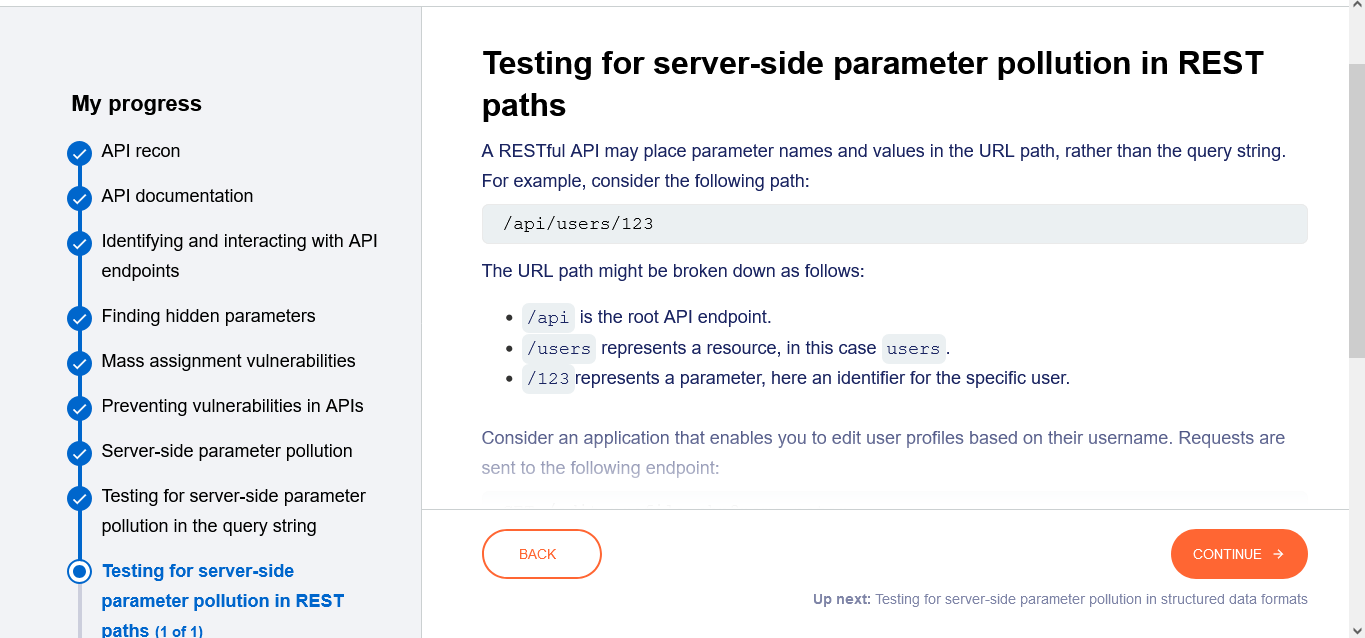 My progress
API recon
API documentation
Identifying and interacting with API
endpoints
Finding hidden parameters
Mass assignment vulnerabilities
Preventing vulnerabilities in APIs
Server-side parameter pollution
Testing for server-side parameter
pollution in the query string
Testing for server-side
parameter pollution in REST
paths (1 of 1)
Testing for server-side parameter pollution in REST
paths
A RESTful API may place parameter names and values in the URL path, rather than the query string.
For example, consider the following path:
/api/users/123
The URL path might be broken down as follows:
/api is the root API endpoint.
/users represents a resource, in this case users.
/123 represents a parameter, here an identifier for the specific user.
Consider an application that enables you to edit user profiles based on their username. Requests are
sent to the following endpoint:
BACK
CONTINUE →
Up next: Testing for server-side parameter pollution in structured data formats